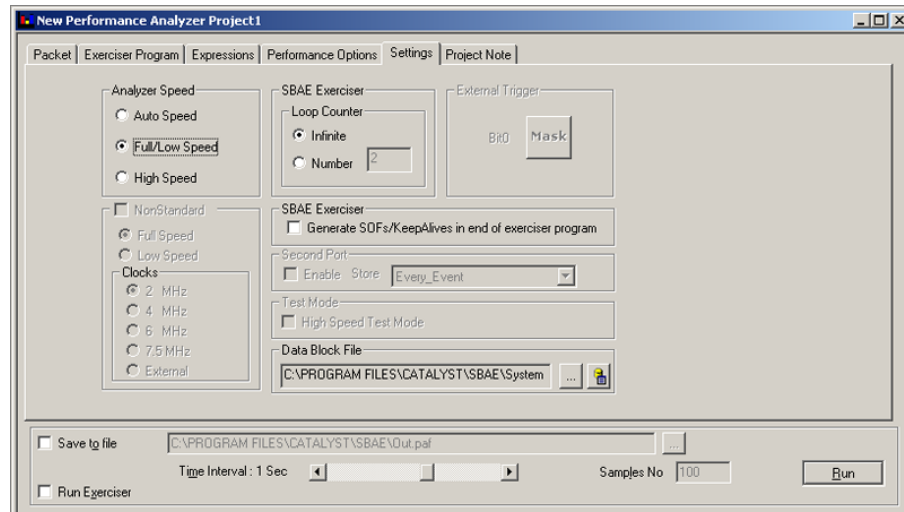 New Performance Analyzer Project1
Packet Exerciser Program Expressions Performance Options Settings Project Note
Analyzer Speed
Auto Speed
Full/Low Speed
High Speed
SBAE Exerciser
Loop Counter
Infinite
Number 2
External Trigger
Bit0 Mask
NonStandard
Full Speed
Low Speed
Clocks
2 MHz
4 MHz
6 MHz
7.5 MHz
External
SBAE Exerciser
Generate SOFs/KeepAlives in end of exerciser program
Second Port
Enable Store Every_Event
Test Mode
High Speed Test Mode
Data Block File
C:\PROGRAM FILES\CATALYST\SBAE\System ...
Save to file C:\PROGRAM FILES\CATALYST\SBAE\Out.paf ...
Time Interval : 1 Sec Samples No 100 Run
Run Exerciser